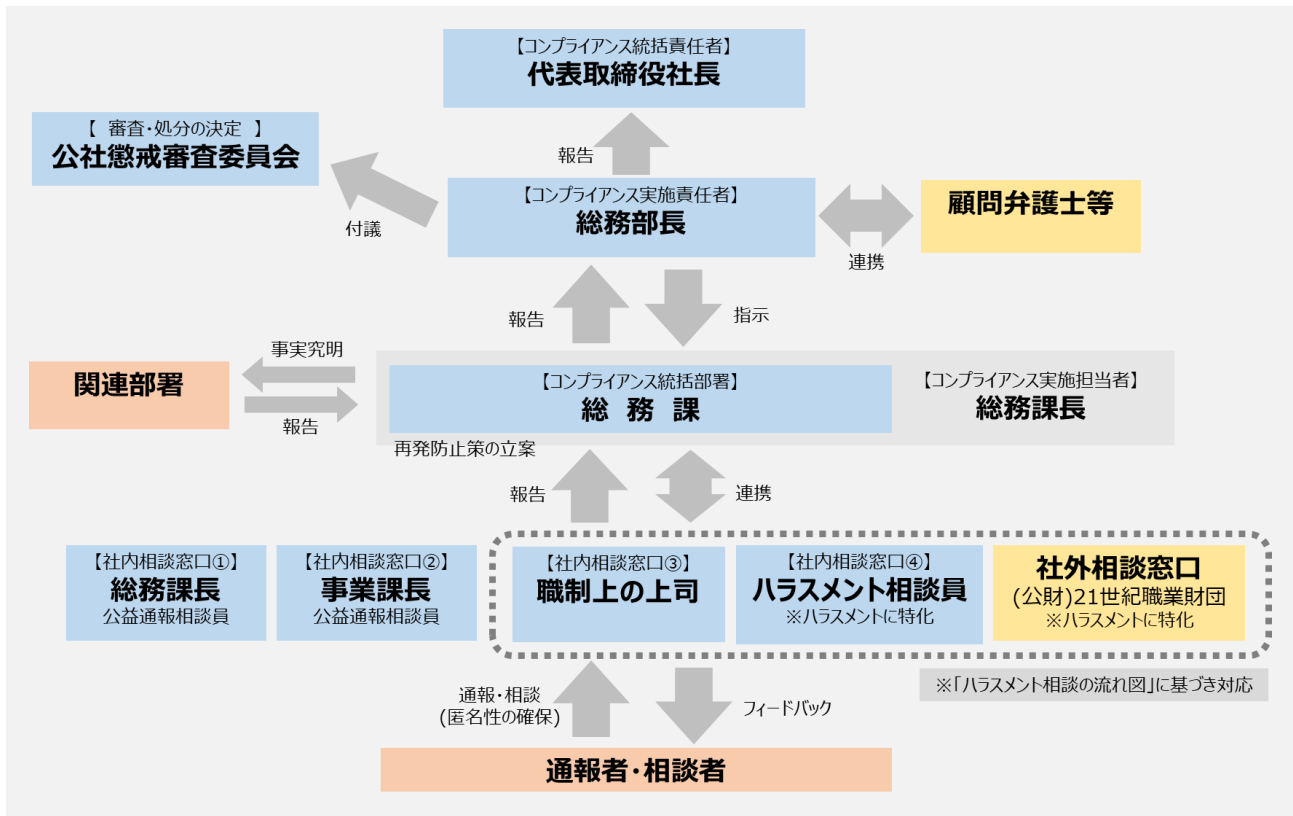 【コンプライアンス統括責任者】
代表取締役社長
【 審査・処分の決定 】
公社懲戒審査委員会
報告
付議
【コンプライアンス実施責任者】
総務部長
顧問弁護士等
連携
報告
指示
事実究明
関連部署
報告
【コンプライアンス統括部署】
総 務 課
【コンプライアンス実施担当者】
総務課長
再発防止策の立案
報告
連携
【社内相談窓口①】
総務課長
公益通報相談員
【社内相談窓口②】
事業課長
公益通報相談員
【社内相談窓口③】
職制上の上司
【社内相談窓口④】
ハラスメント相談員
※ハラスメントに特化
社外相談窓口
(公財)21世紀職業財団
※ハラスメントに特化
※「ハラスメント相談の流れ図」に基づき対応
通報・相談
(匿名性の確保)
フィードバック
通報者・相談者